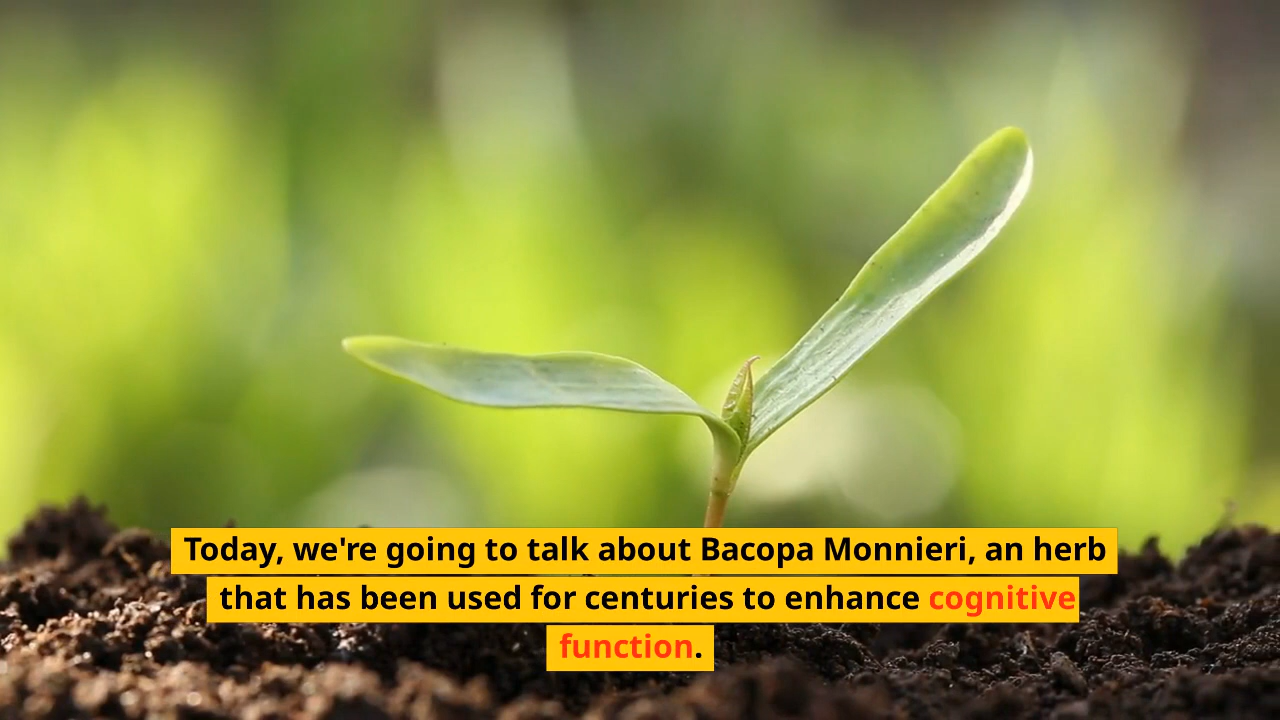 Today, we're going to talk about Bacopa Monnieri, an herb
that has been used for centuries to enhance cognitive
function.